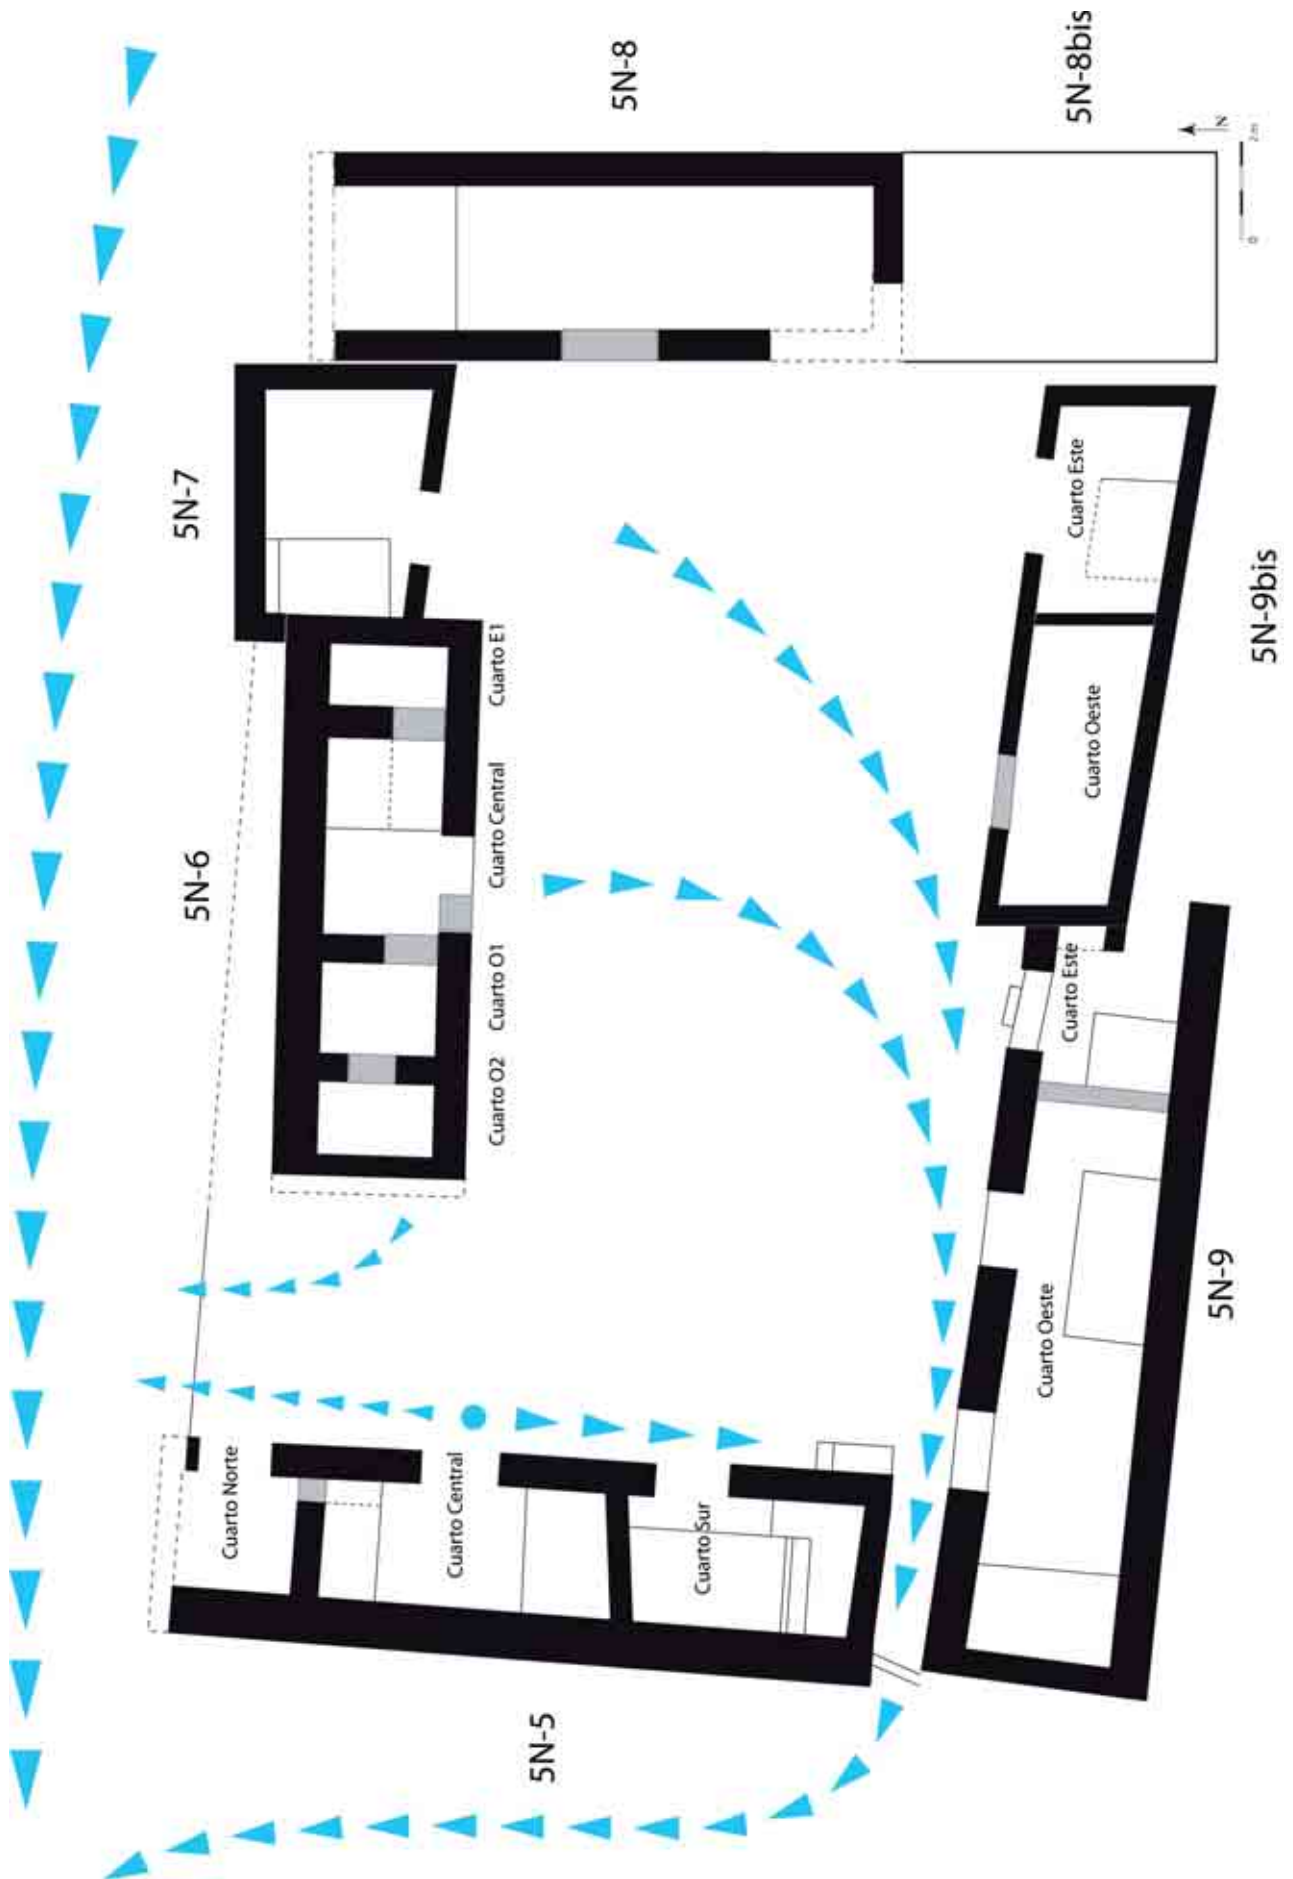 5N-8
5N-8bis
N
0
2 m
5N-7
5N-6
Cuarto E1
Cuarto Central
Cuarto O1
Cuarto O2
Cuarto Este
Cuarto Oeste
5N-9bis
Cuarto Este
Cuarto Oeste
5N-9
Cuarto Norte
Cuarto Central
Cuarto Sur
5N-5